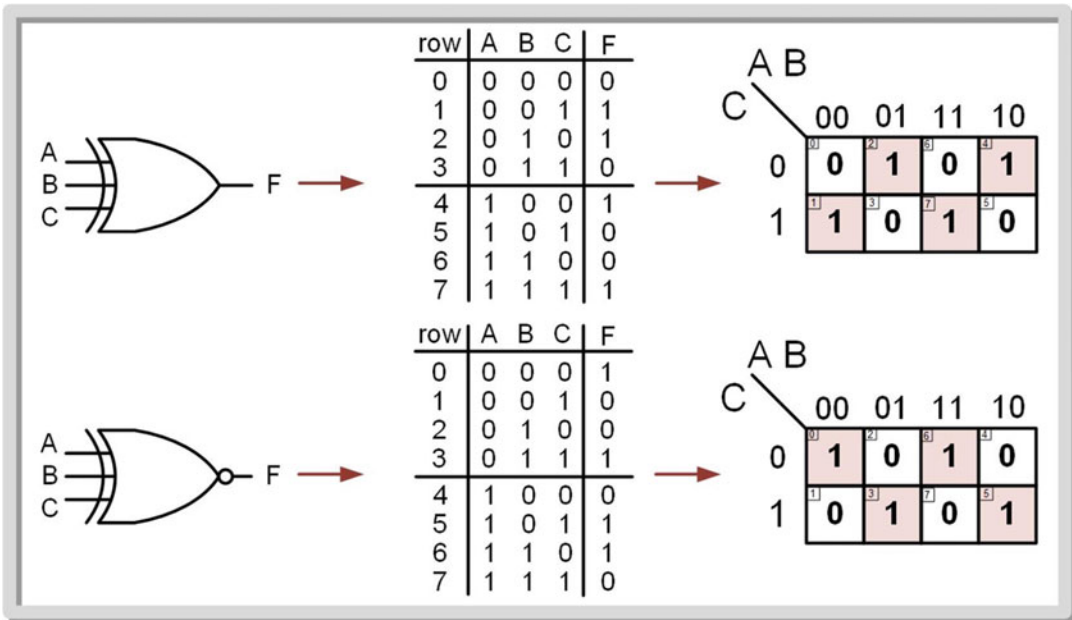 A
B
C
F
row A B C F
0 0 0 0 0
1 0 0 1 1
2 0 1 0 1
3 0 1 1 0
4 1 0 0 1
5 1 0 1 0
6 1 1 0 0
7 1 1 1 1
A B
C
00 01 11 10
0 0 0 2 1 6 0 4 1
1 1 1 3 0 7 1 5 0
A
B
C
F
row A B C F
0 0 0 0 1
1 0 0 1 0
2 0 1 0 0
3 0 1 1 1
4 1 0 0 0
5 1 0 1 1
6 1 1 0 1
7 1 1 1 0
A B
C
00 01 11 10
0 0 1 2 0 6 1 4 0
1 1 0 3 1 7 0 5 1